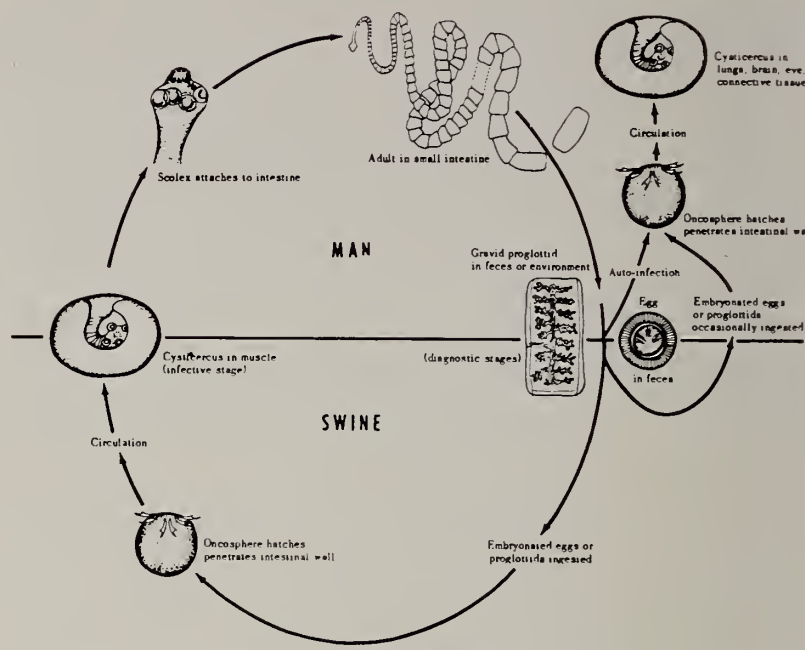 Cysticercus in
lungs, brain, eye,
connective tissue
Circulation
Scolex attaches to intestine
Adult in small intestine
Oncosphere hatches
penetrates intestinal
MAN
Gravid proglottid
in feces or environment
Auto-infection
Egg
Embryonated eggs
or proglottids
occasionally ingested
Cysticercus in muscle
(infective stage)
(diagnostic stages)
in feces
SWINE
Circulation
Oncosphere hatches
penetrates intestinal wall
Embryonated eggs or
proglottids ingested